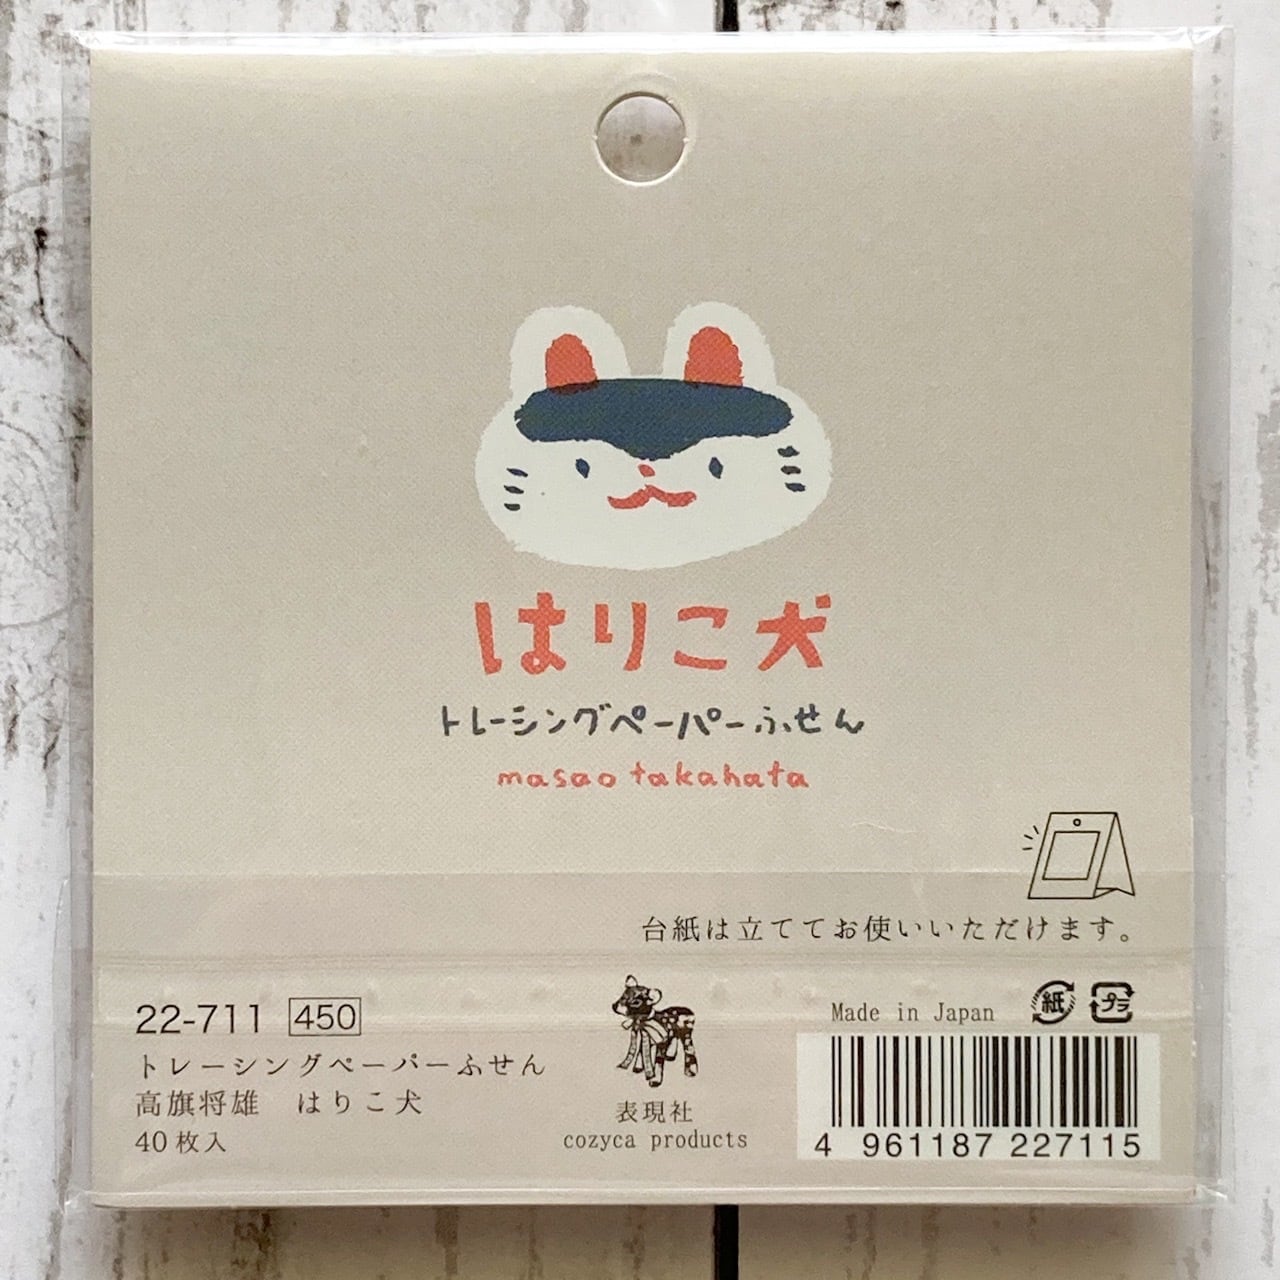 はりこ犬
トレーシングペーパーふせん
masao takahata
台紙は立ててお使いいただけます。
22-711 450
トレーシングペーパーふせん
高旗将雄 はりこ犬
40枚入
表現社
cozyca products
Made in Japan 紙 プラ
4 961187 227115